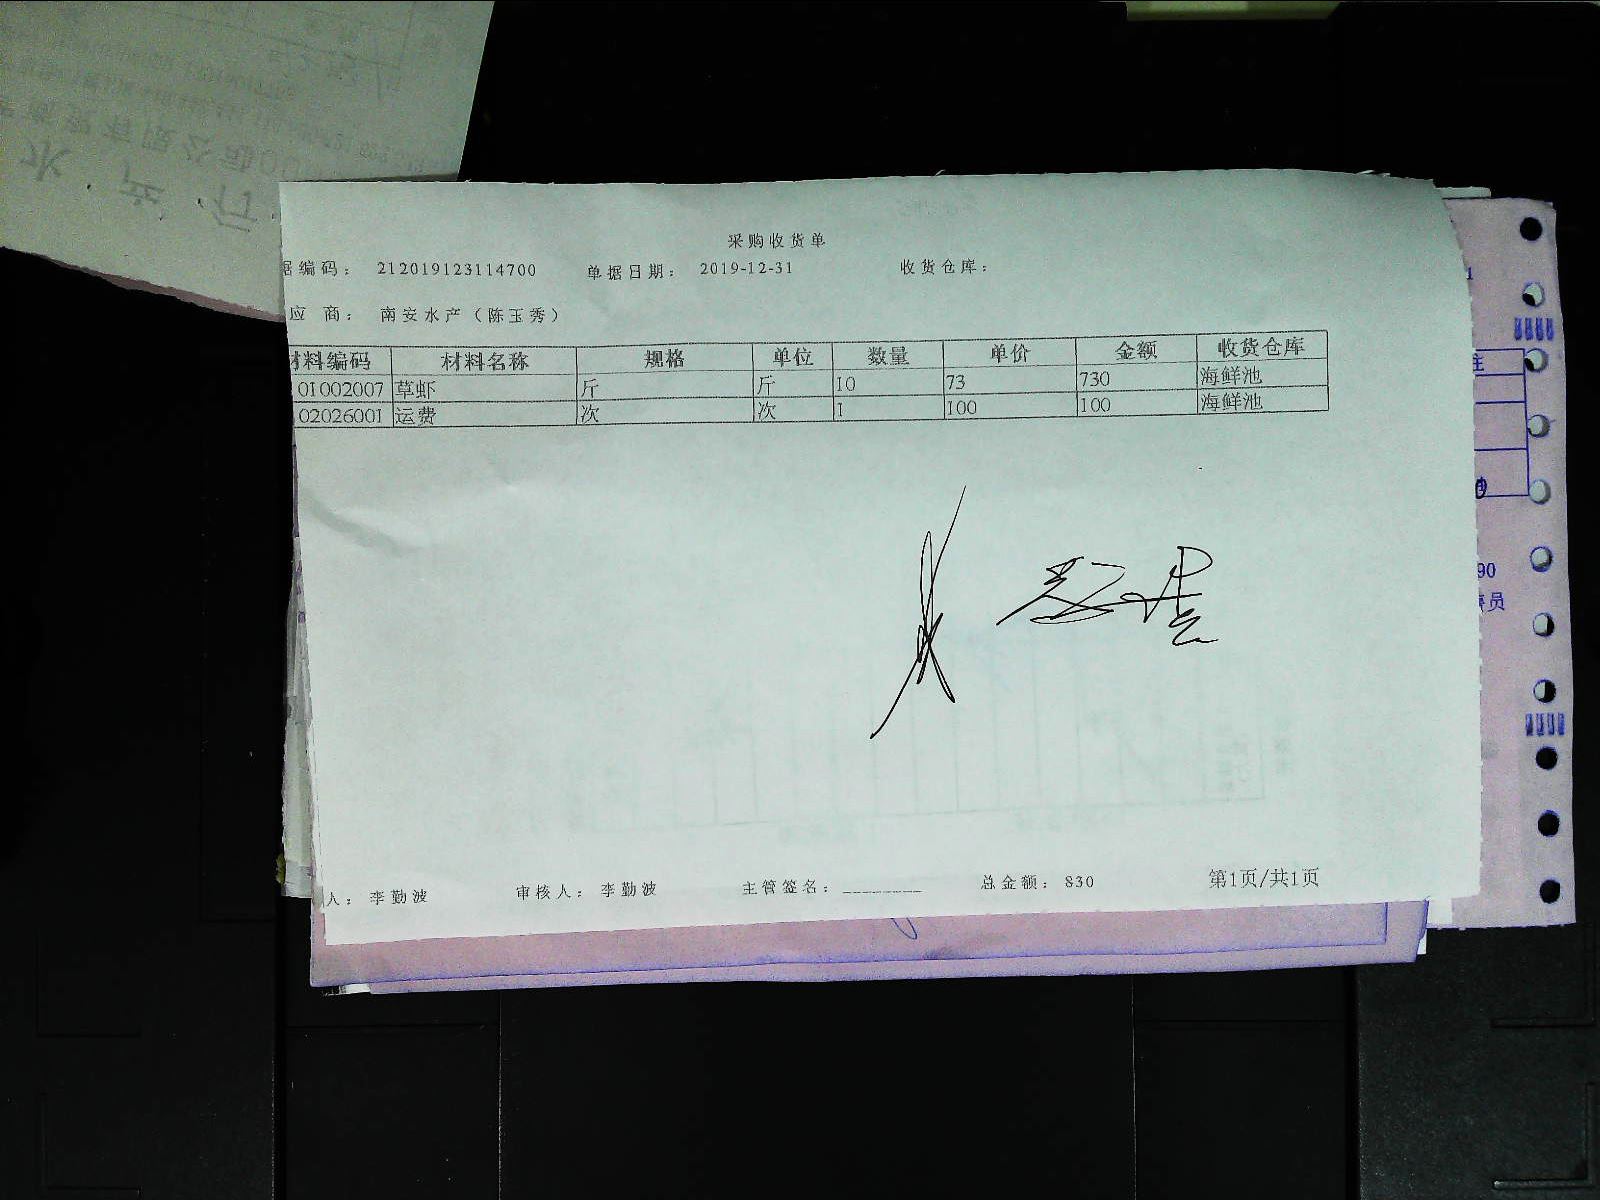 采购收货单
据编码： 212019123114700 单据日期： 2019-12-31 收货仓库：
应 商： 南安水产（陈玉秀）
材料编码 材料名称 规格 单位 数量 单价 金额 收货仓库
01002007 草虾 斤 斤 10 73 730 海鲜池
02026001 运费 次 次 1 100 100 海鲜池
人： 李勤波 审核人： 李勤波 主管签名：________ 总金额： 830 第1页/共1页
90
员